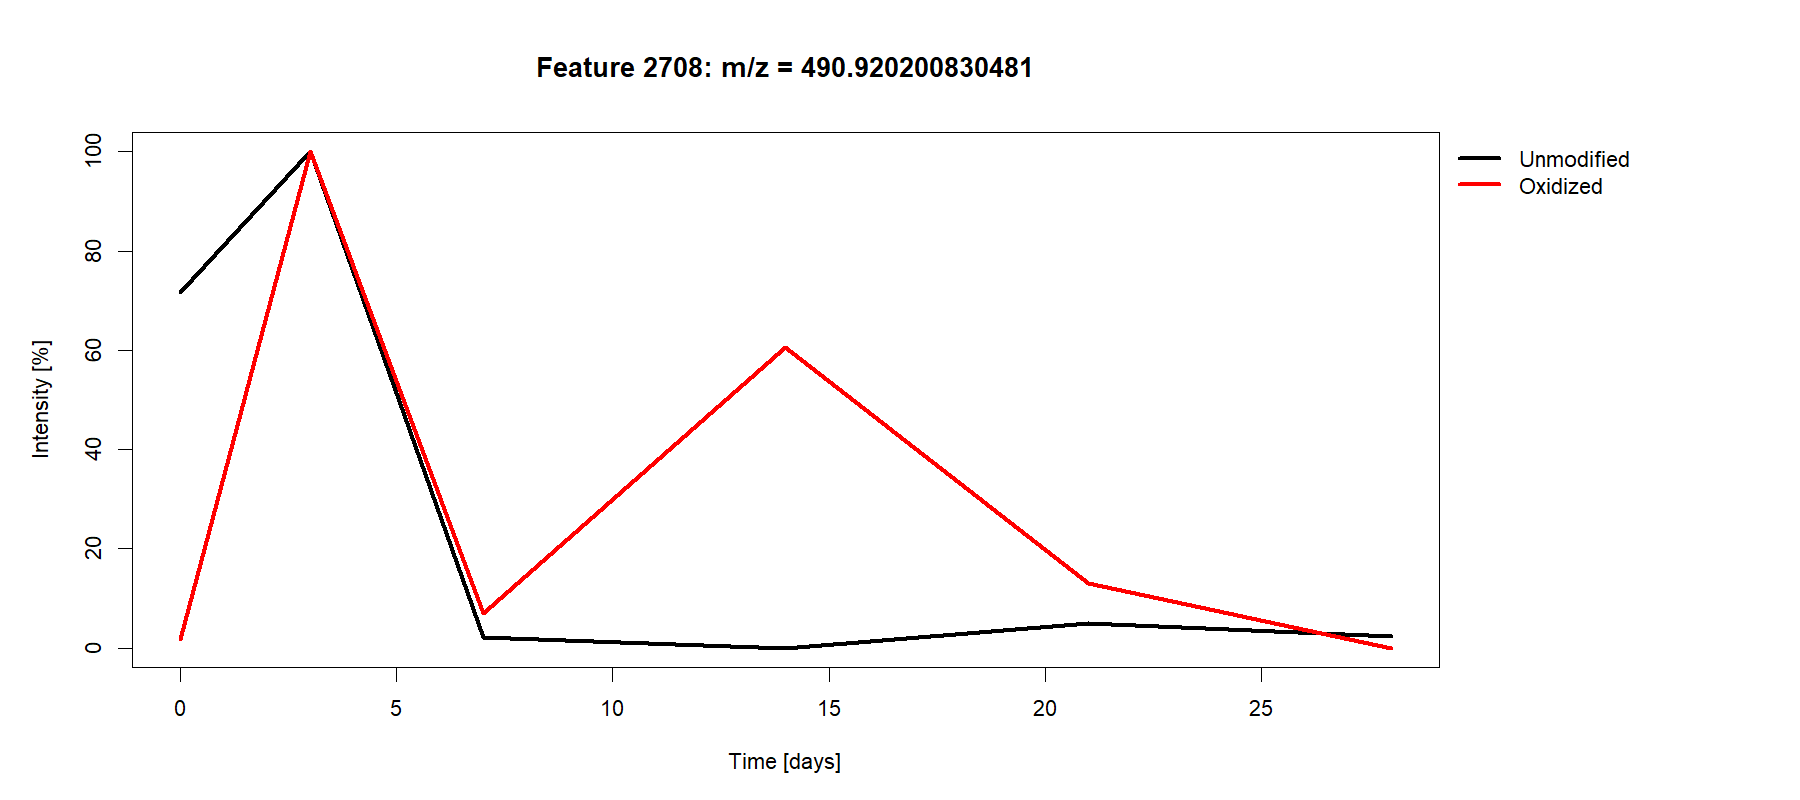 Feature 2708: m/z = 490.920200830481
Unmodified
Oxidized
Intensity [%]
100
80
60
40
20
0
0 5 10 15 20 25
Time [days]